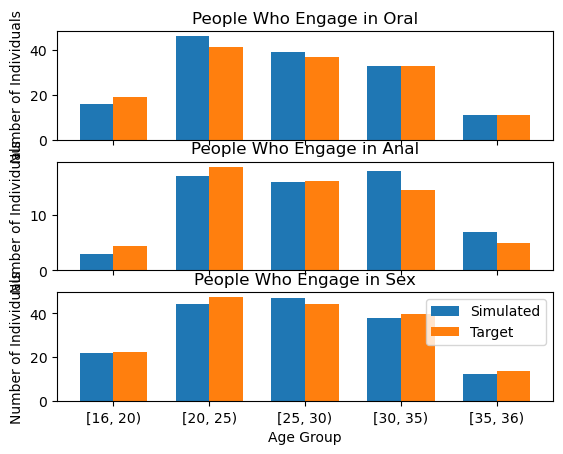 People Who Engage in Oral
Number of Individuals
40
20
0
People Who Engage in Anal
Number of Individuals
10
0
People Who Engage in Sex
Number of Individuals
40
20
0
Simulated
Target
[16, 20) [20, 25) [25, 30) [30, 35) [35, 36)
Age Group